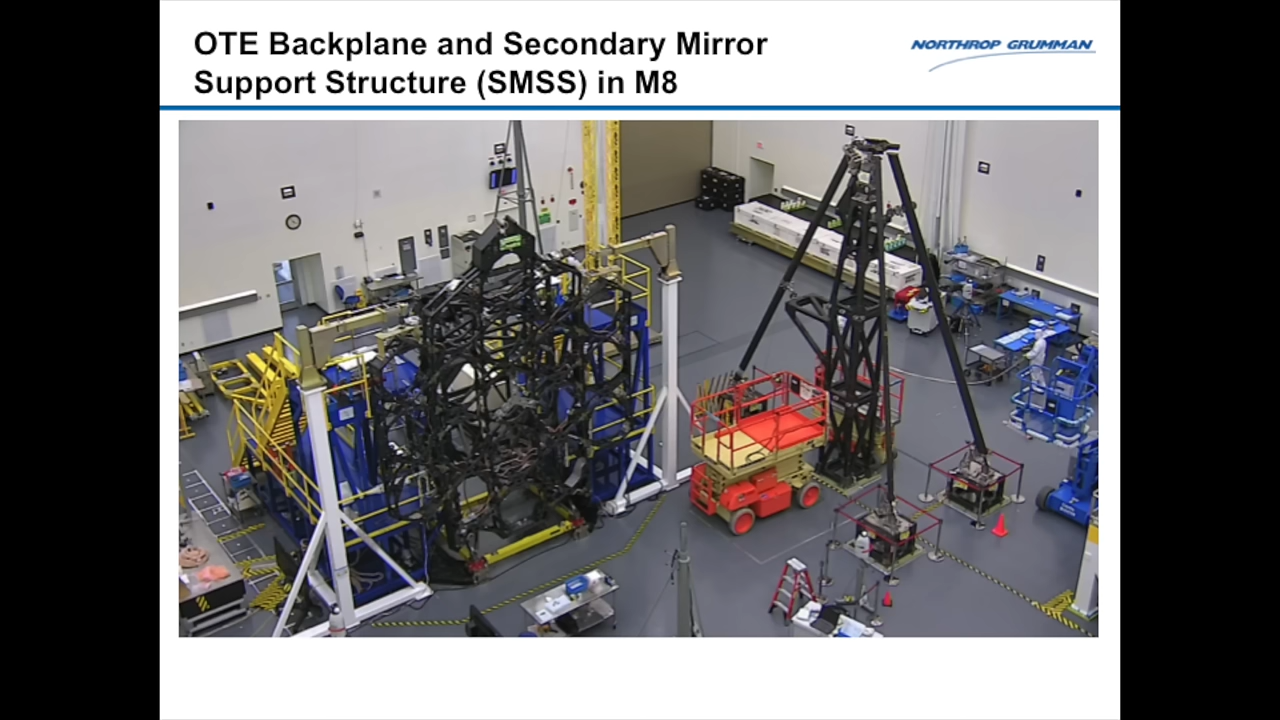 OTE Backplane and Secondary Mirror
Support Structure (SMSS) in M8
NORTHROP GRUMMAN